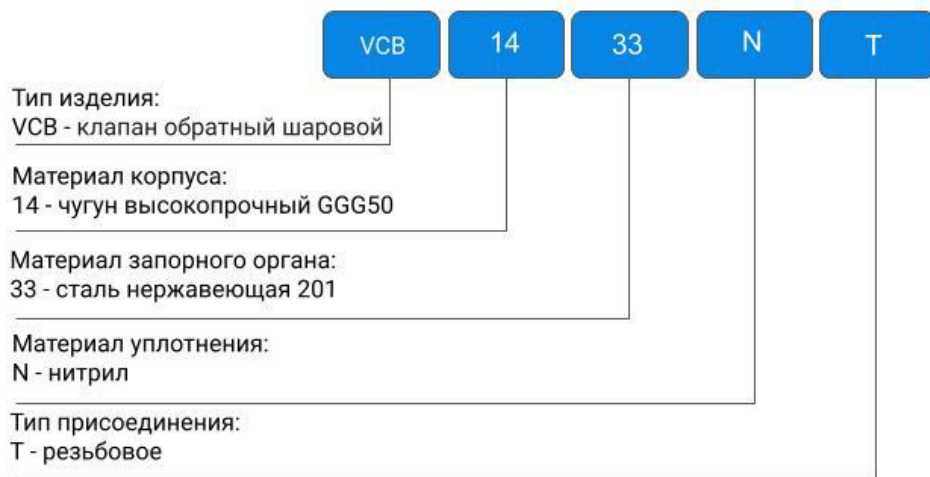 VCB 14 33 N T
Тип изделия:
VCB - клапан обратный шаровой
Материал корпуса:
14 - чугун высокопрочный GGG50
Материал запорного органа:
33 - сталь нержавеющая 201
Материал уплотнения:
N - нитрил
Тип присоединения:
T - резьбовое